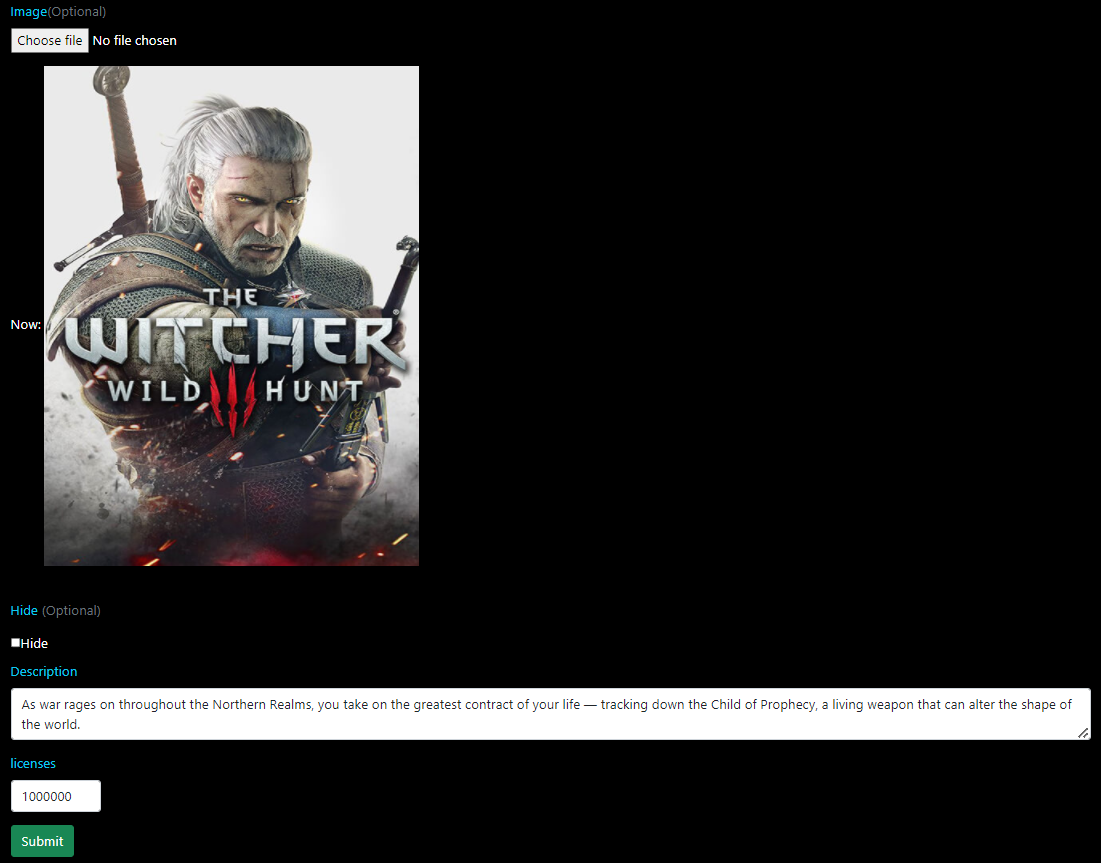 Image(Optional)
Choose file No file chosen
Now:
THE
WITCHER®
WILD III HUNT
Hide (Optional)
Hide
Description
As war rages on throughout the Northern Realms, you take on the greatest contract of your life — tracking down the Child of Prophecy, a living weapon that can alter the shape of
the world.
licenses
1000000
Submit